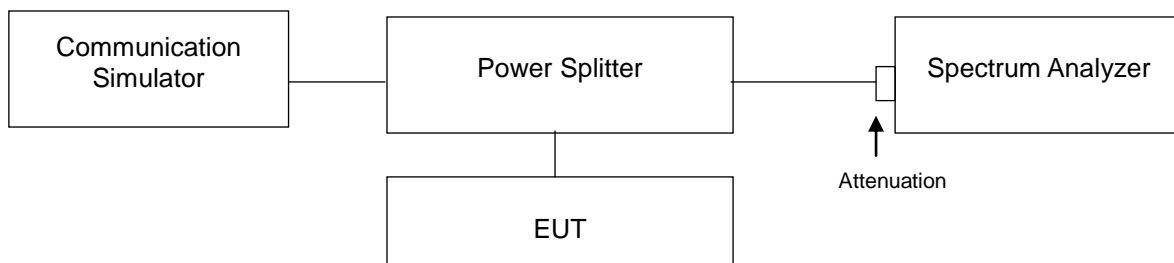 Communication
Simulator
Power Splitter
Spectrum Analyzer
Attenuation
EUT